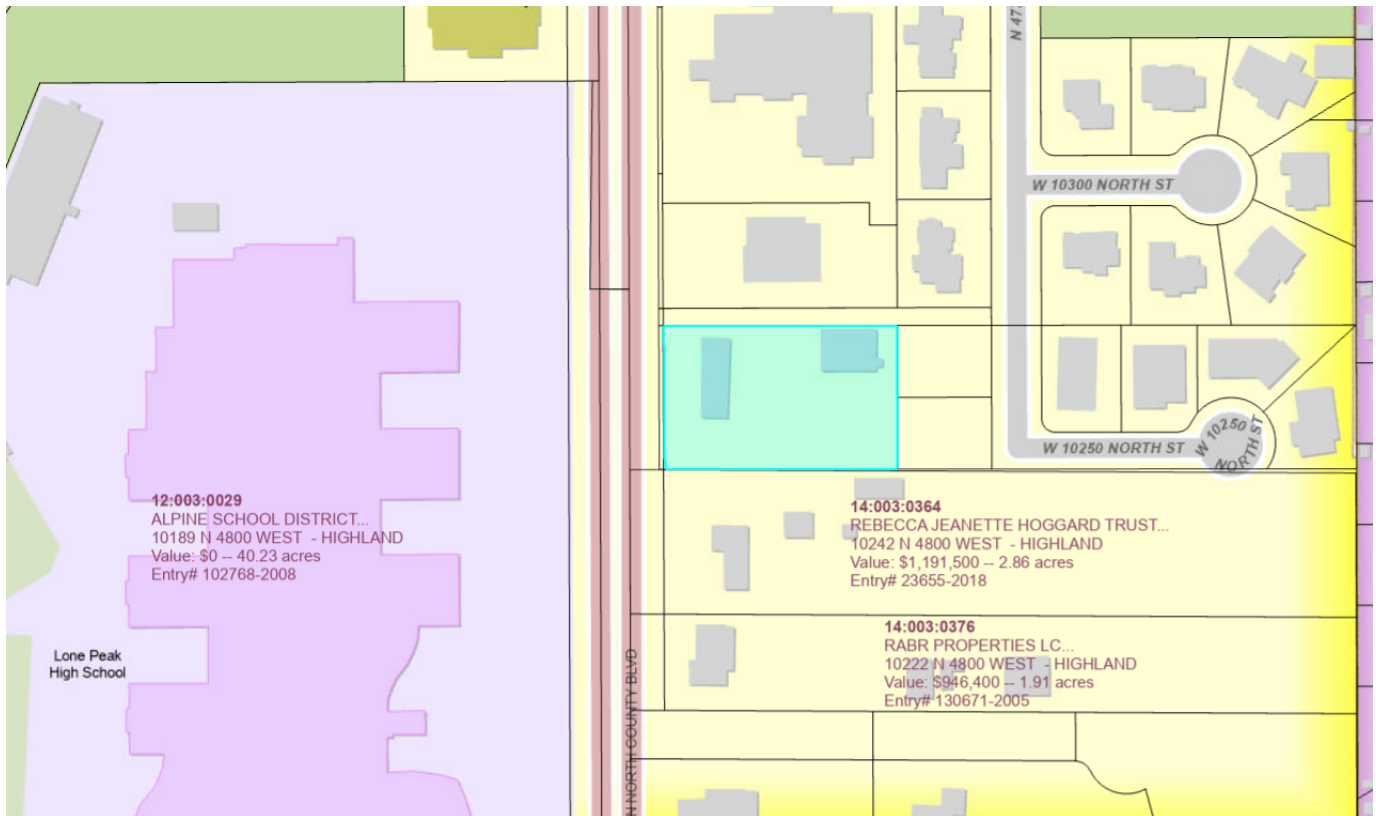 N 47
W 10300 NORTH ST
W 10250 NORTH ST
W 10250
NORTH ST
12:003:0029
ALPINE SCHOOL DISTRICT...
10189 N 4800 WEST - HIGHLAND
Value: $0 -- 40.23 acres
Entry# 102768-2008
14:003:0364
REBECCA JEANETTE HOGGARD TRUST...
10242 N 4800 WEST - HIGHLAND
Value: $1,191,500 -- 2.86 acres
Entry# 23655-2018
14:003:0376
RABR PROPERTIES LC...
10222 N 4800 WEST - HIGHLAND
Value: $946,400 -- 1.91 acres
Entry# 130671-2005
Lone Peak
High School
N NORTH COUNTY BLVD